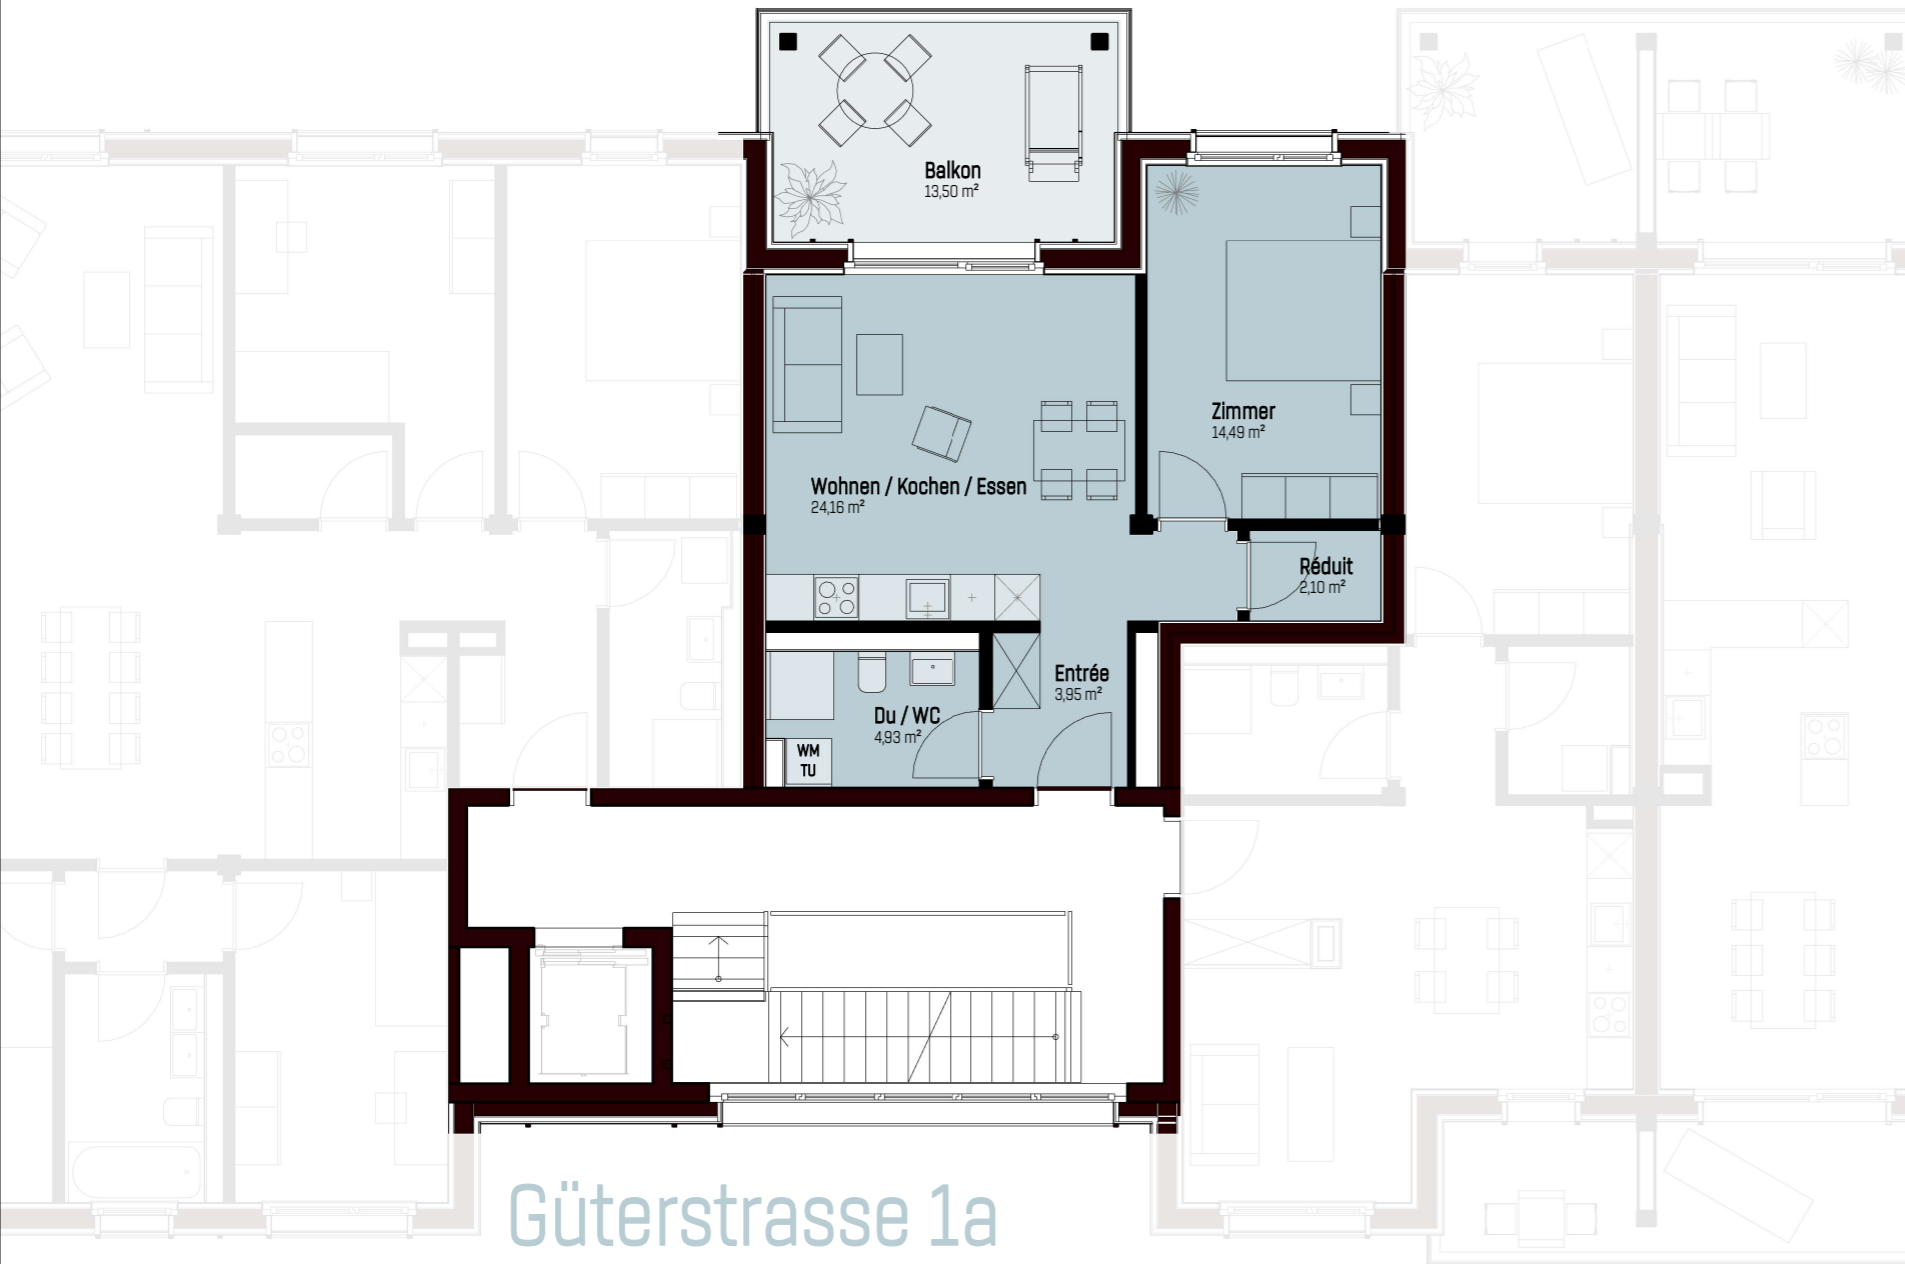 Balkon
13,50 m²
Zimmer
14,49 m²
Wohnen / Kochen / Essen
24,16 m²
Réduit
2,10 m²
Entrée
3,95 m²
Du / WC
4,93 m²
WM
TU
Güterstrasse 1a